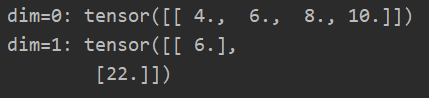 dim=0: tensor([[ 4.,  6.,  8., 10.]])
dim=1: tensor([[ 6.],
        [22.]])